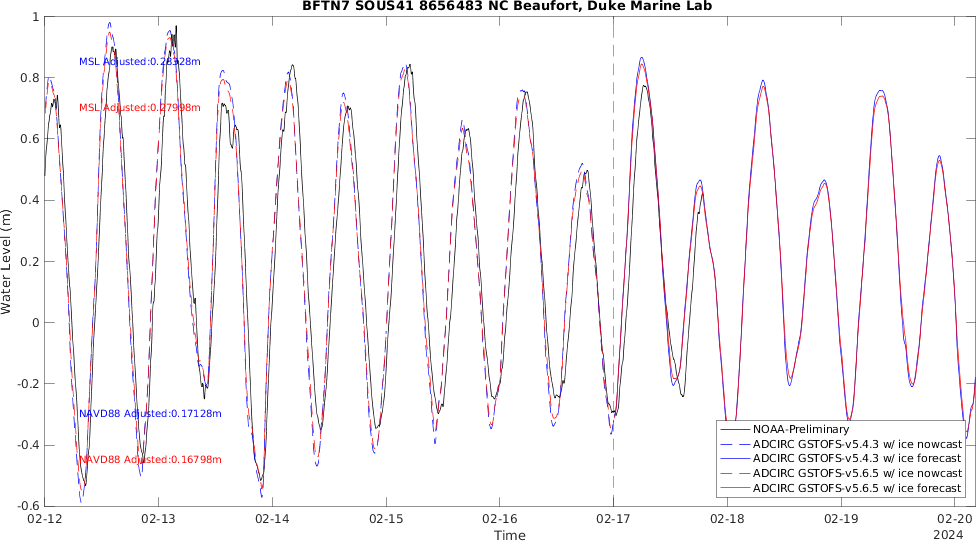 BFTN7 SOUS41 8656483 NC Beaufort, Duke Marine Lab
Water Level (m)
1
0.8
0.6
0.4
0.2
0
-0.2
-0.4
-0.6
MSL Adjusted:0.28328m
MSL Adjusted:0.27998m
NAVD88 Adjusted:0.17128m
NAVD88 Adjusted:0.16798m
NOAA-Preliminary
ADCIRC GSTOFS-v5.4.3 w/ ice nowcast
ADCIRC GSTOFS-v5.4.3 w/ ice forecast
ADCIRC GSTOFS-v5.6.5 w/ ice nowcast
ADCIRC GSTOFS-v5.6.5 w/ ice forecast
02-12 02-13 02-14 02-15 02-16 02-17 02-18 02-19 02-20
Time
2024